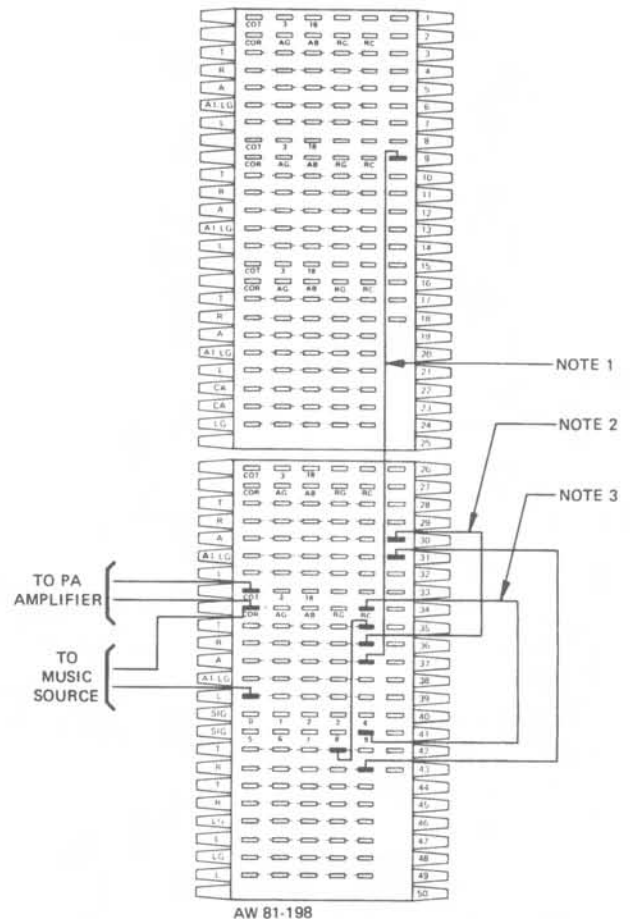 1
COT 3 18 2
COR AG AB RG RC
T 3
R 4
A 5
A1 LG 6
L 7
8
COT 3 18 9
COR AG AB RG RC
T 10
R 11
A 12
A1 LG 13
L 14
15
COT 3 18 16
COR AG AB RG RC
T 17
R 18
A 19
A1 LG 20
L 21
CA 22
CA 23
LG 24
25
NOTE 1
NOTE 2
NOTE 3
26
COT 3 18 27
COR AG AB RG RC
T 28
R 29
A 30
A1 LG 31
L 32
33
COT 3 18 34
COR AG AB RG RC
T 35
R 36
A 37
A1 LG 38
L 39
SIG 40
0 1 2 3 4
SIG 41
5 6 7 8 9
T 42
R 43
T 44
R 45
LG 46
L 47
LG 48
L 49
50
TO PA
AMPLIFIER
TO
MUSIC
SOURCE
AW 81-198